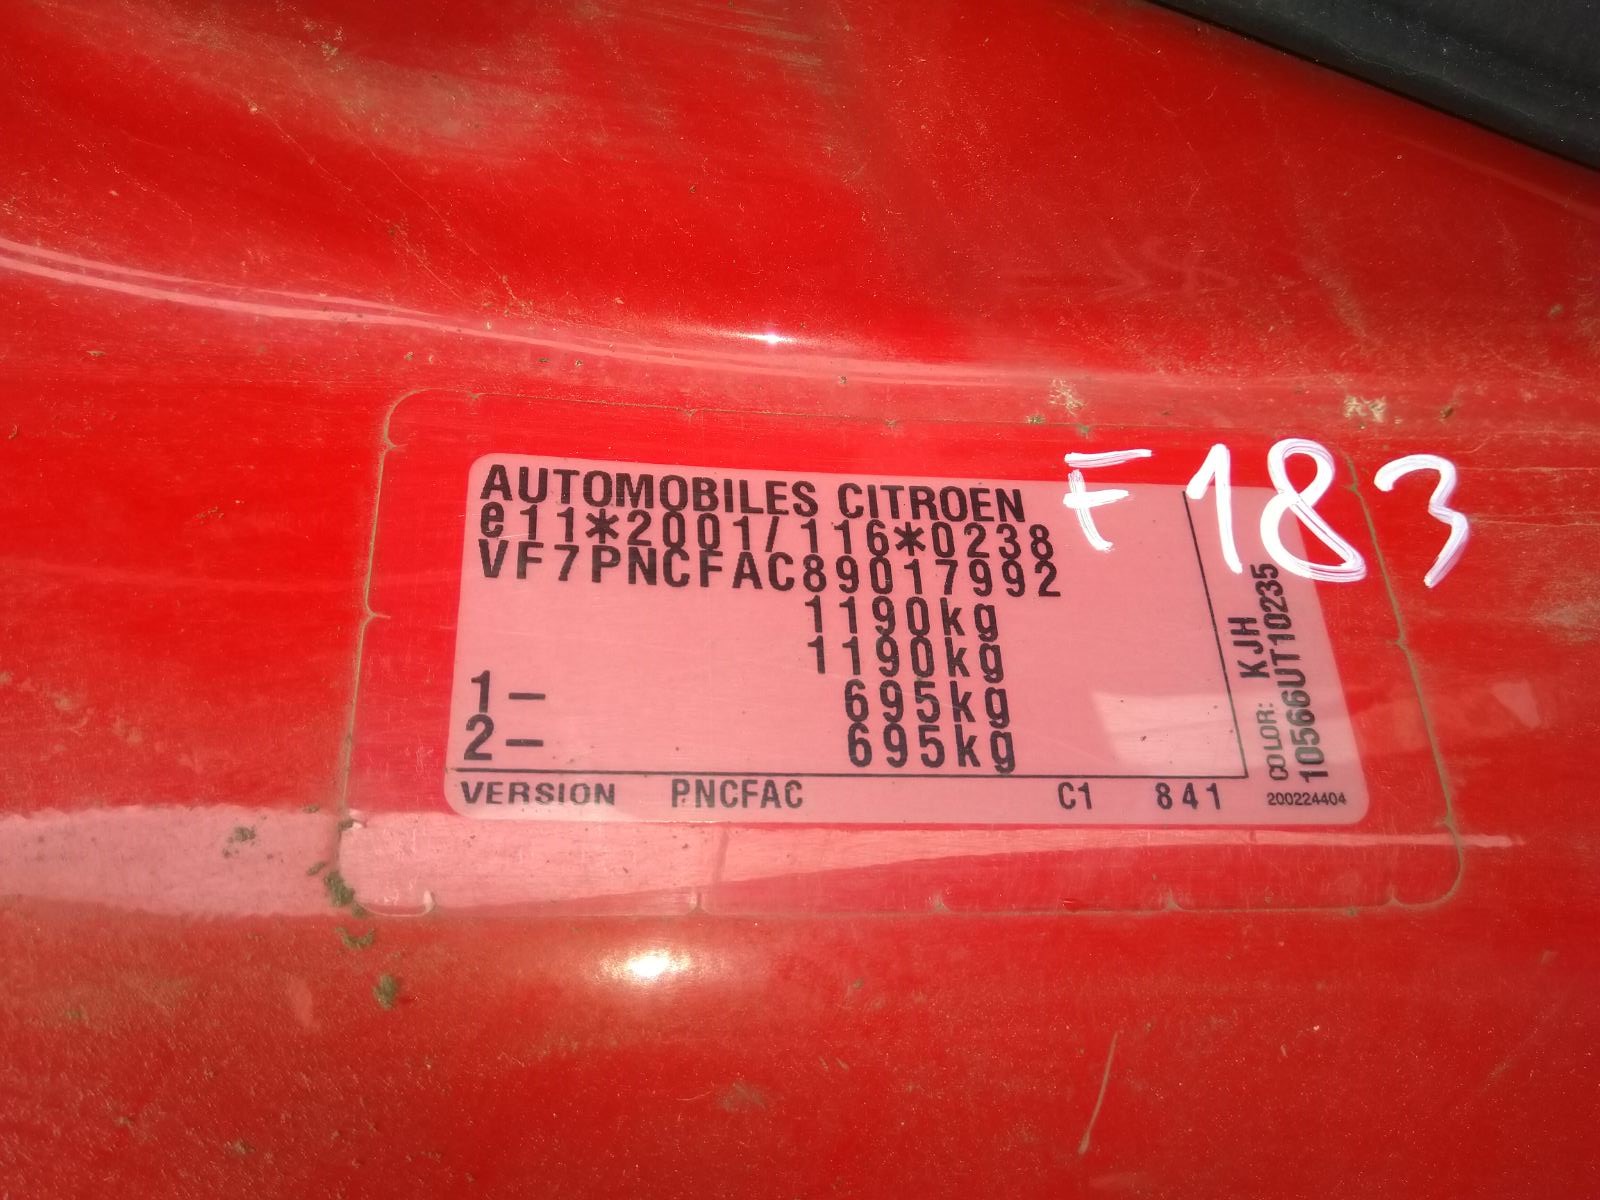 AUTOMOBILES CITROEN
e11*2001/116*0238
VF7PNCFAC89017992
1190kg
1190kg
1- 695kg
2- 695kg
VERSION PNCFAC C1 841
COLOR: KJH
10566UT10235
200224404
F183